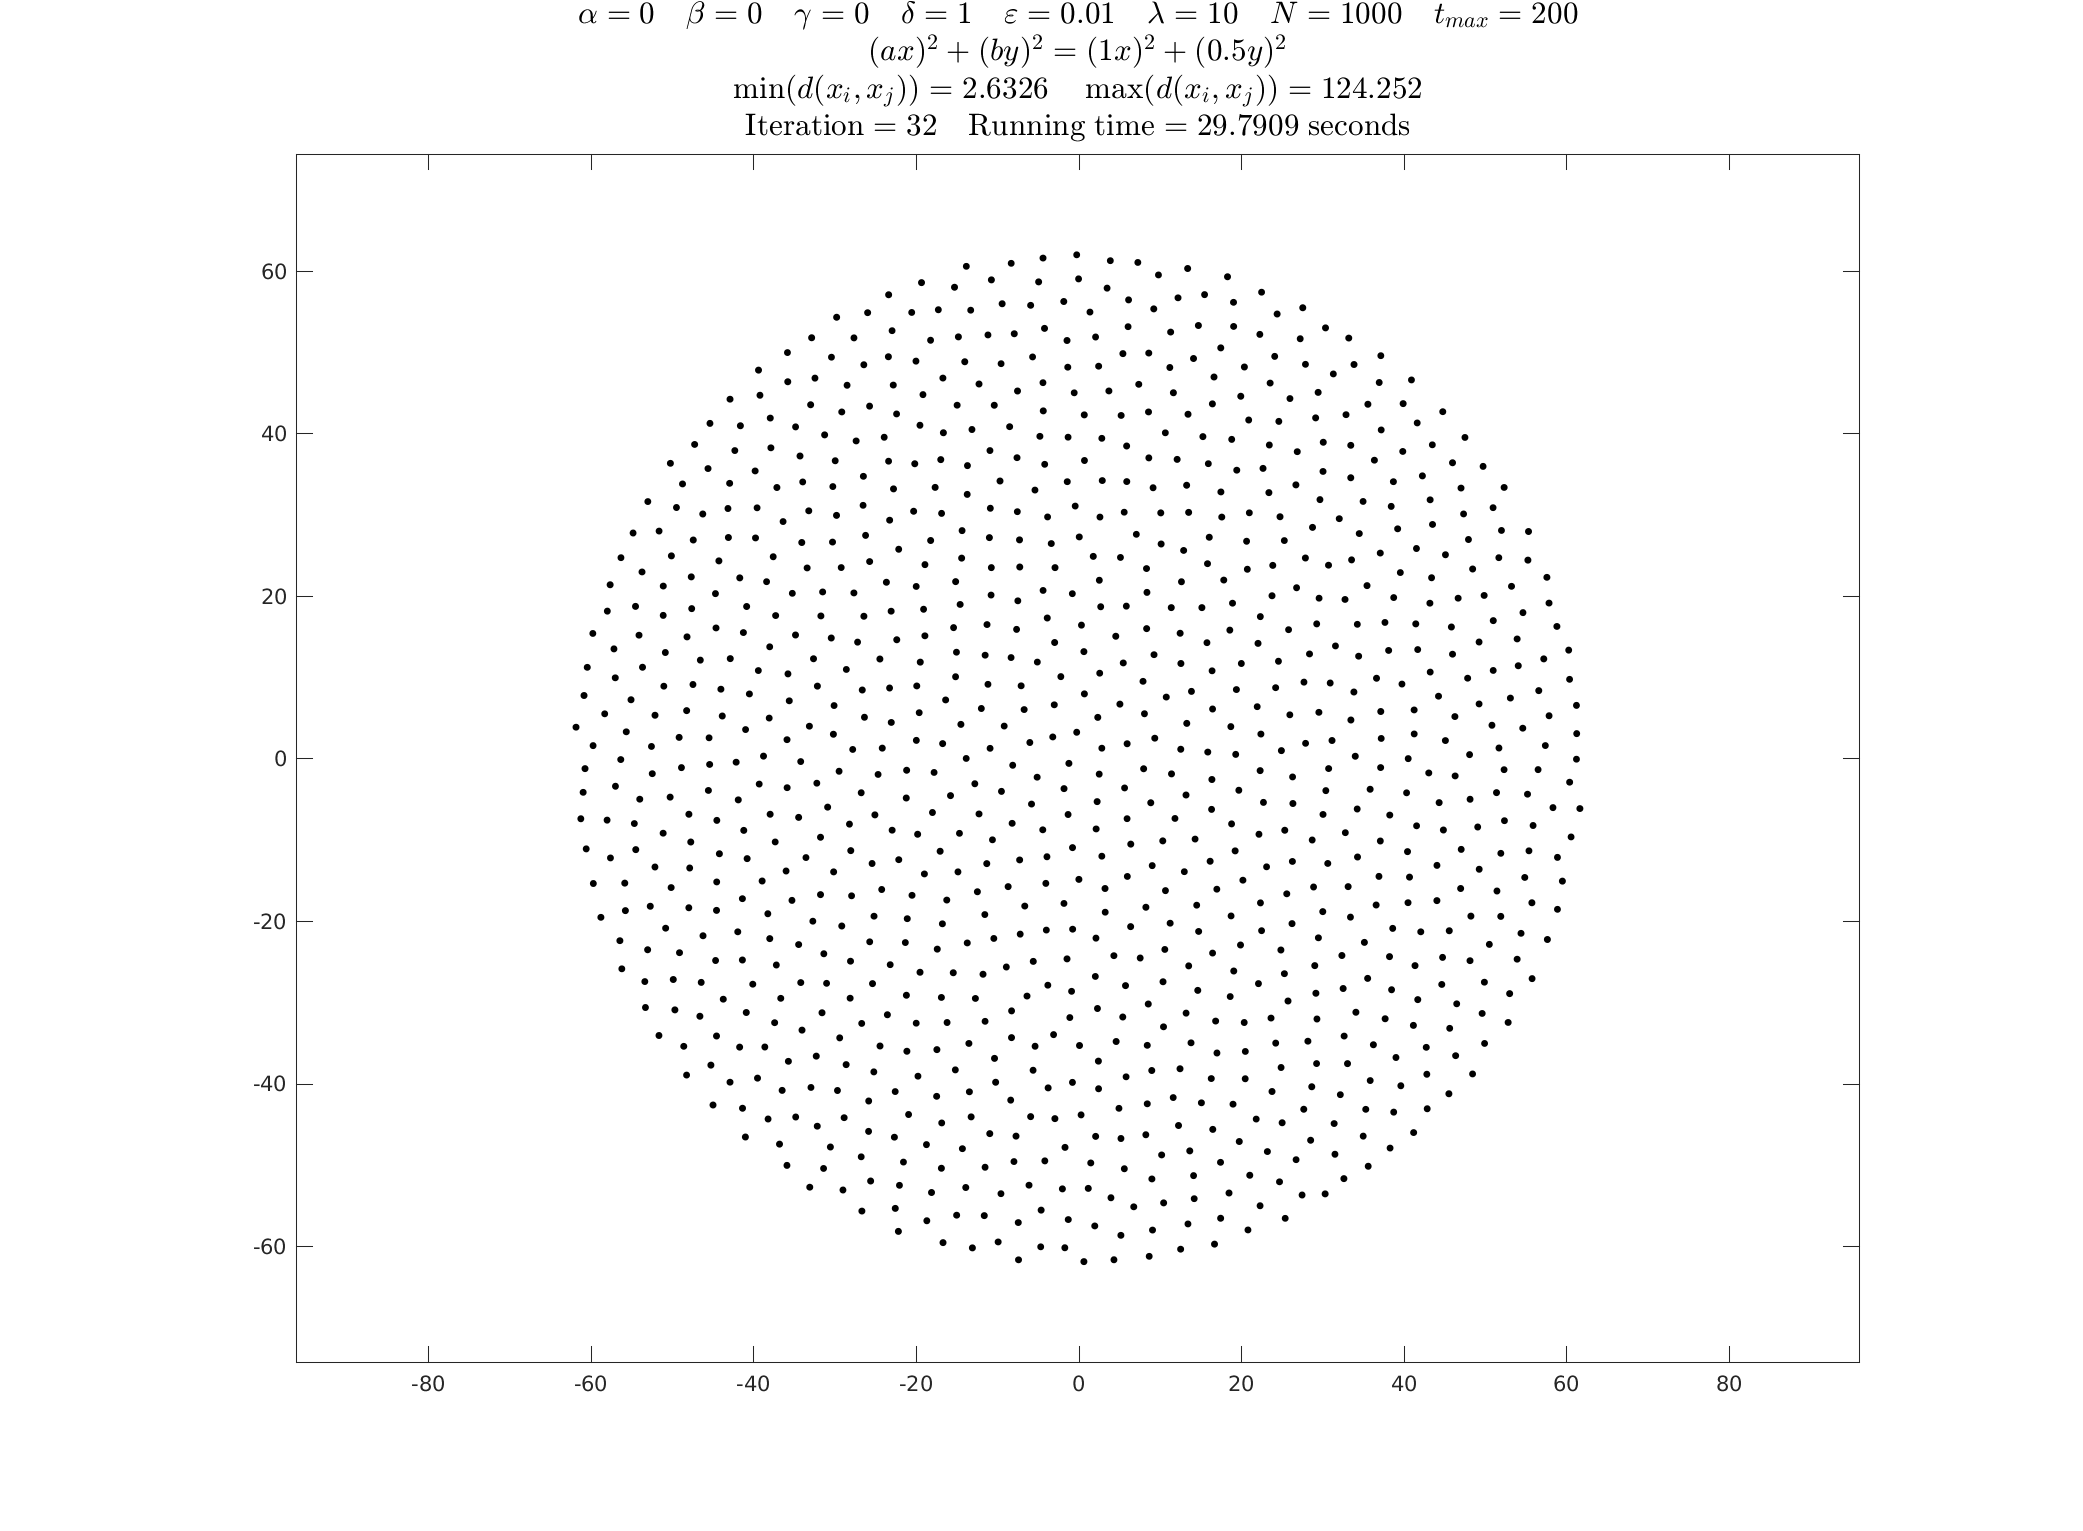 α = 0 β = 0 γ = 0 δ = 1 ε = 0.01 λ = 10 N = 1000 t_max = 200
(ax)² + (by)² = (1x)² + (0.5y)²
min(d(x_i, x_j)) = 2.6326 max(d(x_i, x_j)) = 124.252
Iteration = 32 Running time = 29.7909 seconds
60
40
20
0
-20
-40
-60
-80 -60 -40 -20 0 20 40 60 80